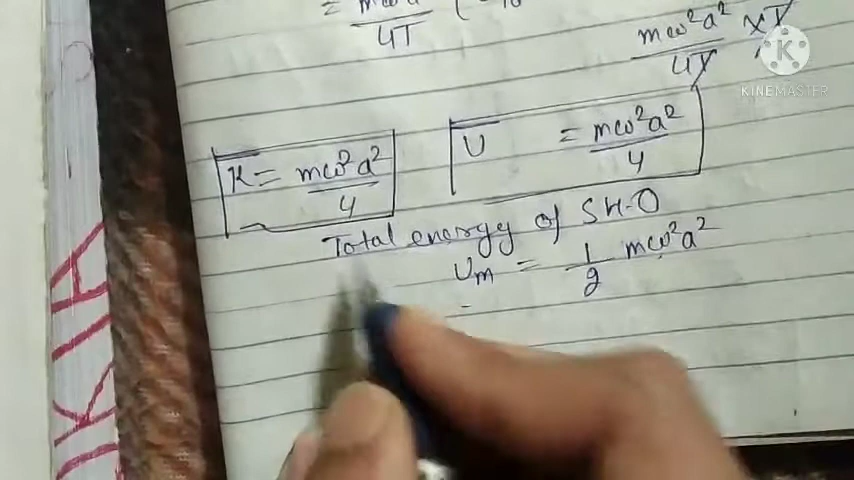 = mω²a² / 4T
mω²a² / 4T × T
K
KINEMASTER
K = mω²a² / 4
U = mω²a² / 4
Total energy of SHO
Um = 1/2 mω²a²
=